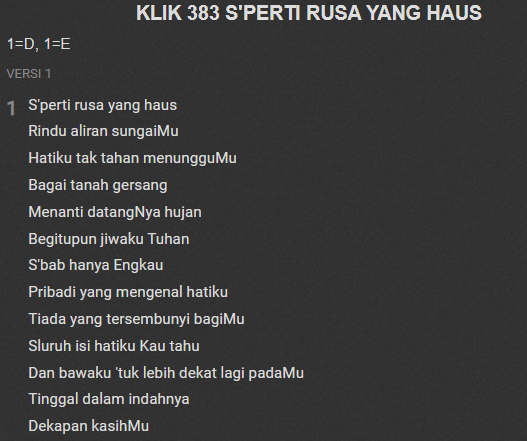 KLIK 383 S'PERTI RUSA YANG HAUS
1=D, 1=E
VERSI 1
1 S'perti rusa yang haus
Rindu aliran sungaiMu
Hatiku tak tahan menungguMu
Bagai tanah gersang
Menanti datangNya hujan
Begitupun jiwaku Tuhan
S'bab hanya Engkau
Pribadi yang mengenal hatiku
Tiada yang tersembunyi bagiMu
Sluruh isi hatiku Kau tahu
Dan bawaku 'tuk lebih dekat lagi padaMu
Tinggal dalam indahnya
Dekapan kasihMu